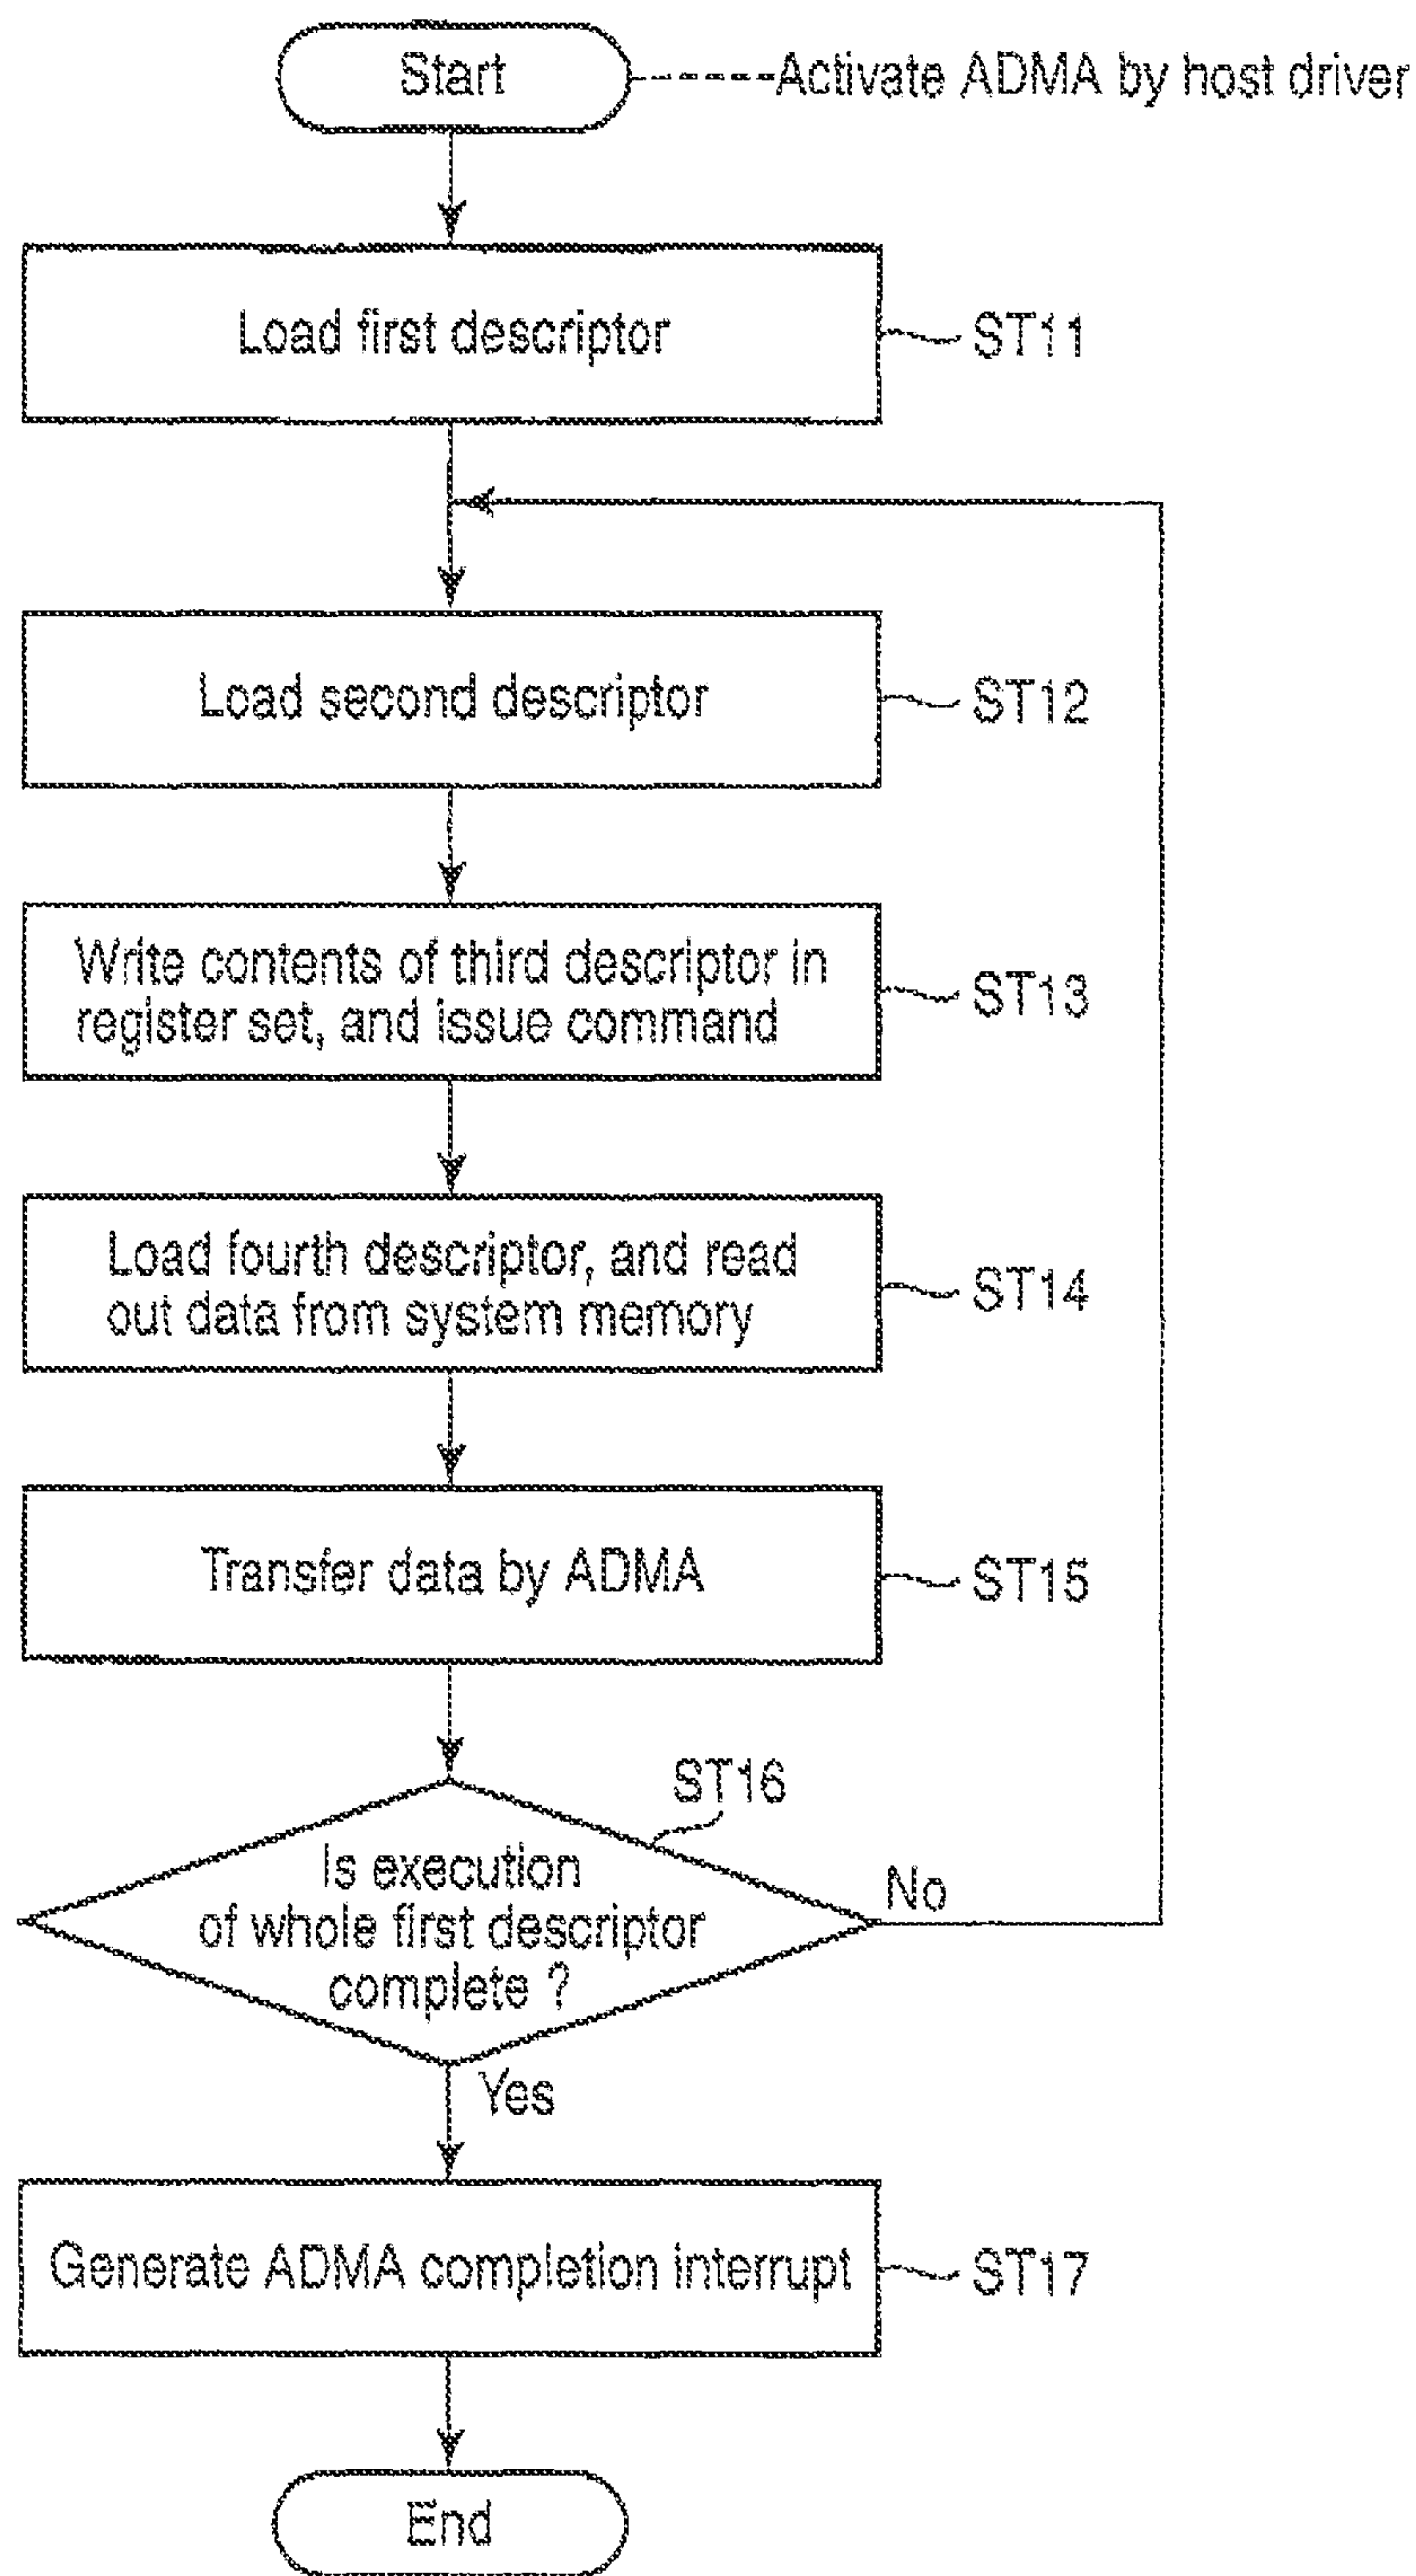 Start
Activate ADMA by host driver
Load first descriptor
ST11
Load second descriptor
ST12
Write contents of third descriptor in
register set, and issue command
ST13
Load fourth descriptor, and read
out data from system memory
ST14
Transfer data by ADMA
ST15
ST16
Is execution
of whole first descriptor
complete ?
No
Yes
Generate ADMA completion interrupt
ST17
End